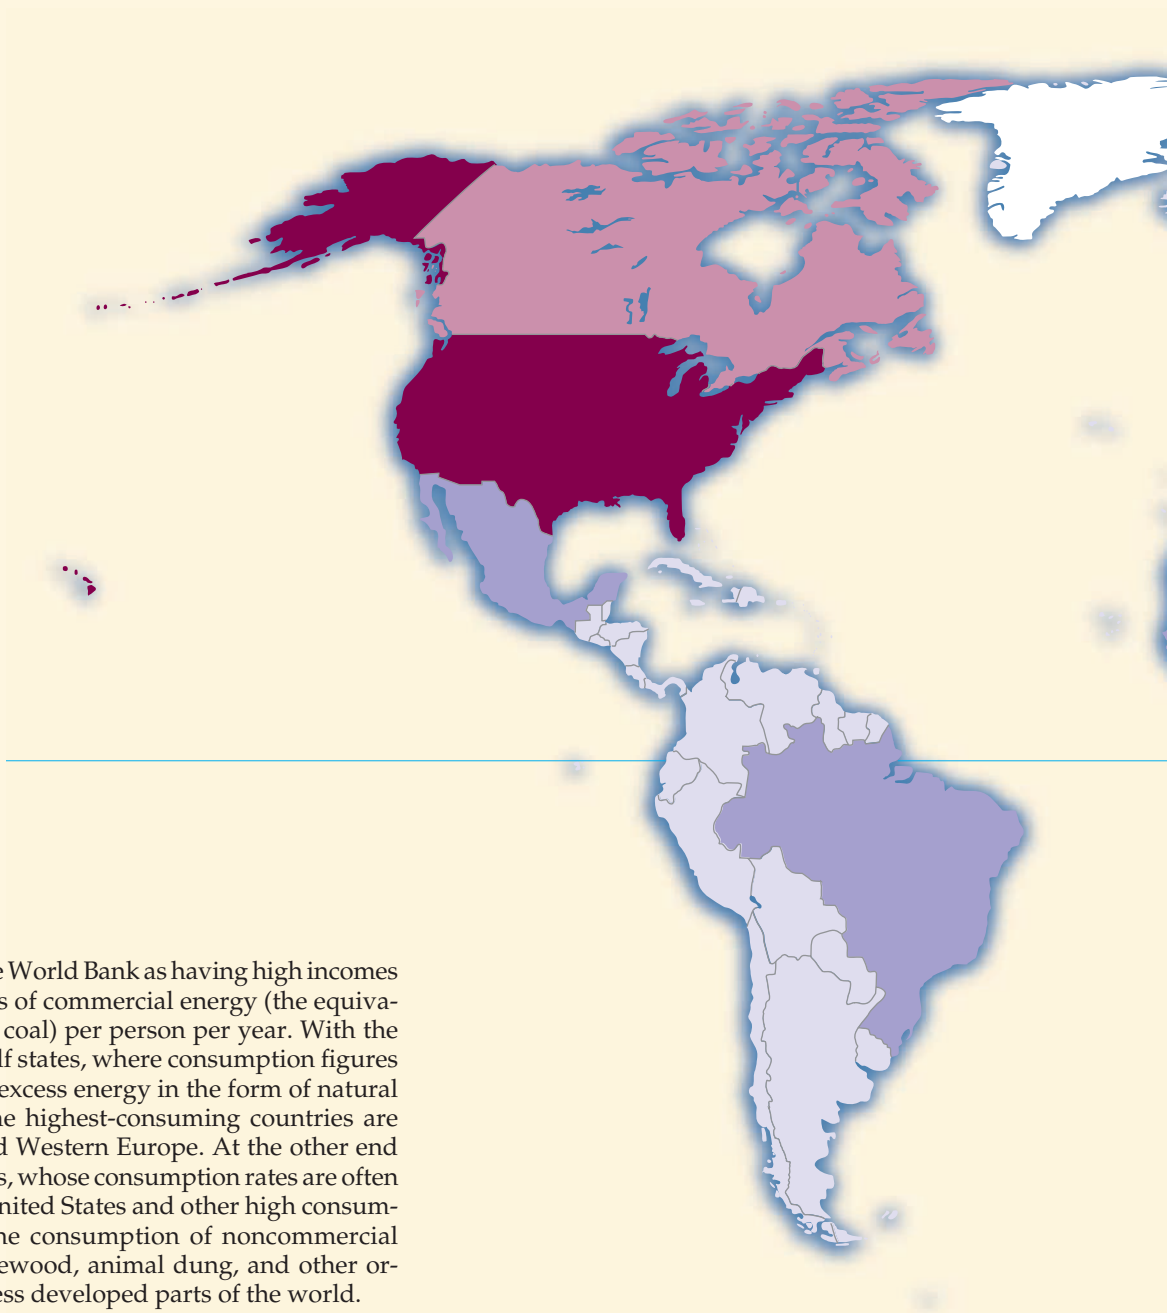 e World Bank as having high incomes
s of commercial energy (the equiva-
coal) per person per year. With the
lf states, where consumption figures
excess energy in the form of natural
ne highest-consuming countries are
d Western Europe. At the other end
s, whose consumption rates are often
nited States and other high consum-
ne consumption of noncommercial
ewood, animal dung, and other or-
ess developed parts of the world.